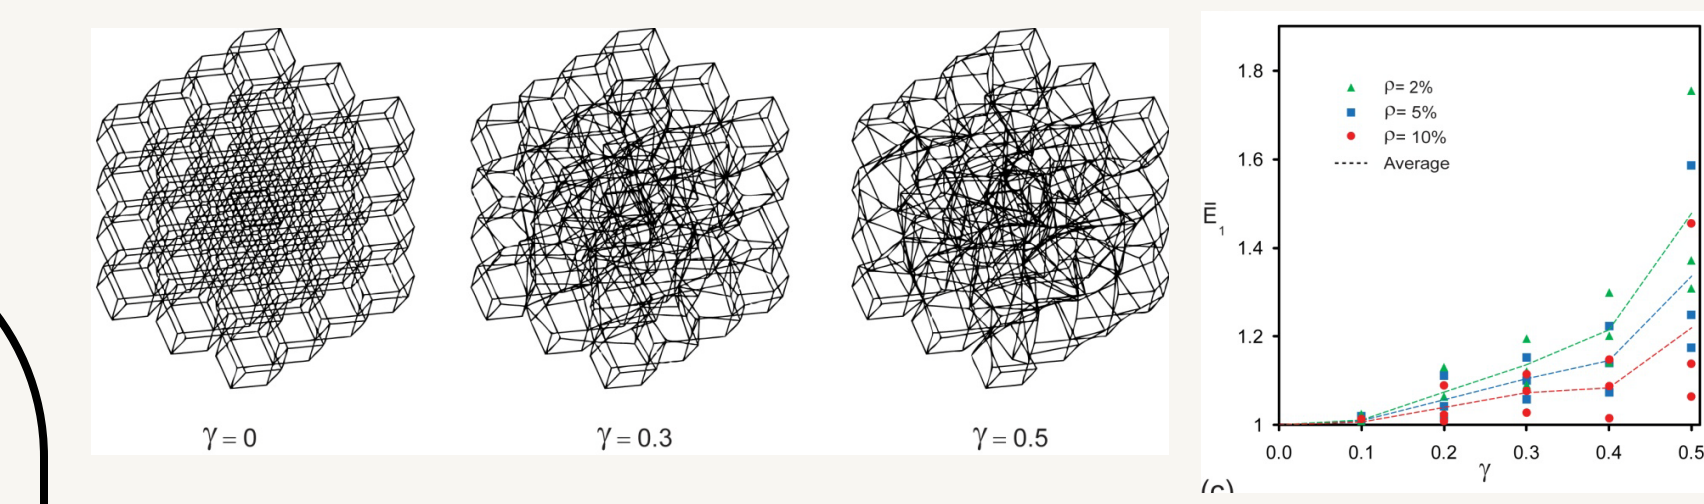 γ = 0
γ = 0.3
γ = 0.5
1.8
1.6
1.4
1.2
1
Ē₁
ρ= 2%
ρ= 5%
ρ= 10%
Average
0.0 0.1 0.2 0.3 0.4 0.5
γ
(c)